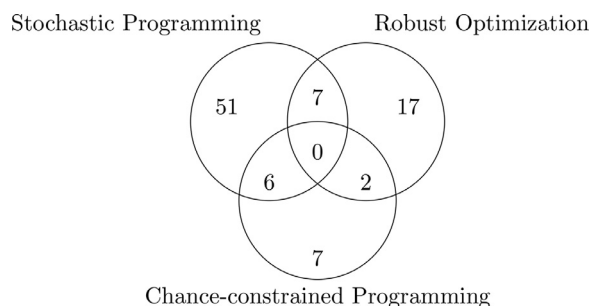 Stochastic Programming
Robust Optimization
7
51
17
0
6
2
7
Chance-constrained Programming